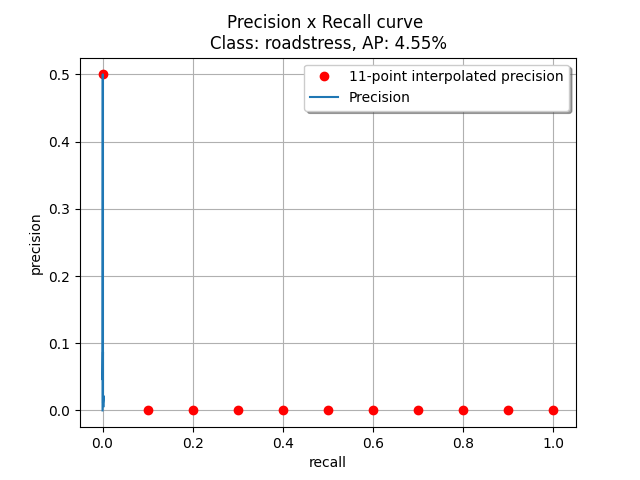 Precision x Recall curve
Class: roadstress, AP: 4.55%
11-point interpolated precision
Precision
0.5
0.4
0.3
0.2
0.1
0.0
precision
0.0 0.2 0.4 0.6 0.8 1.0
recall